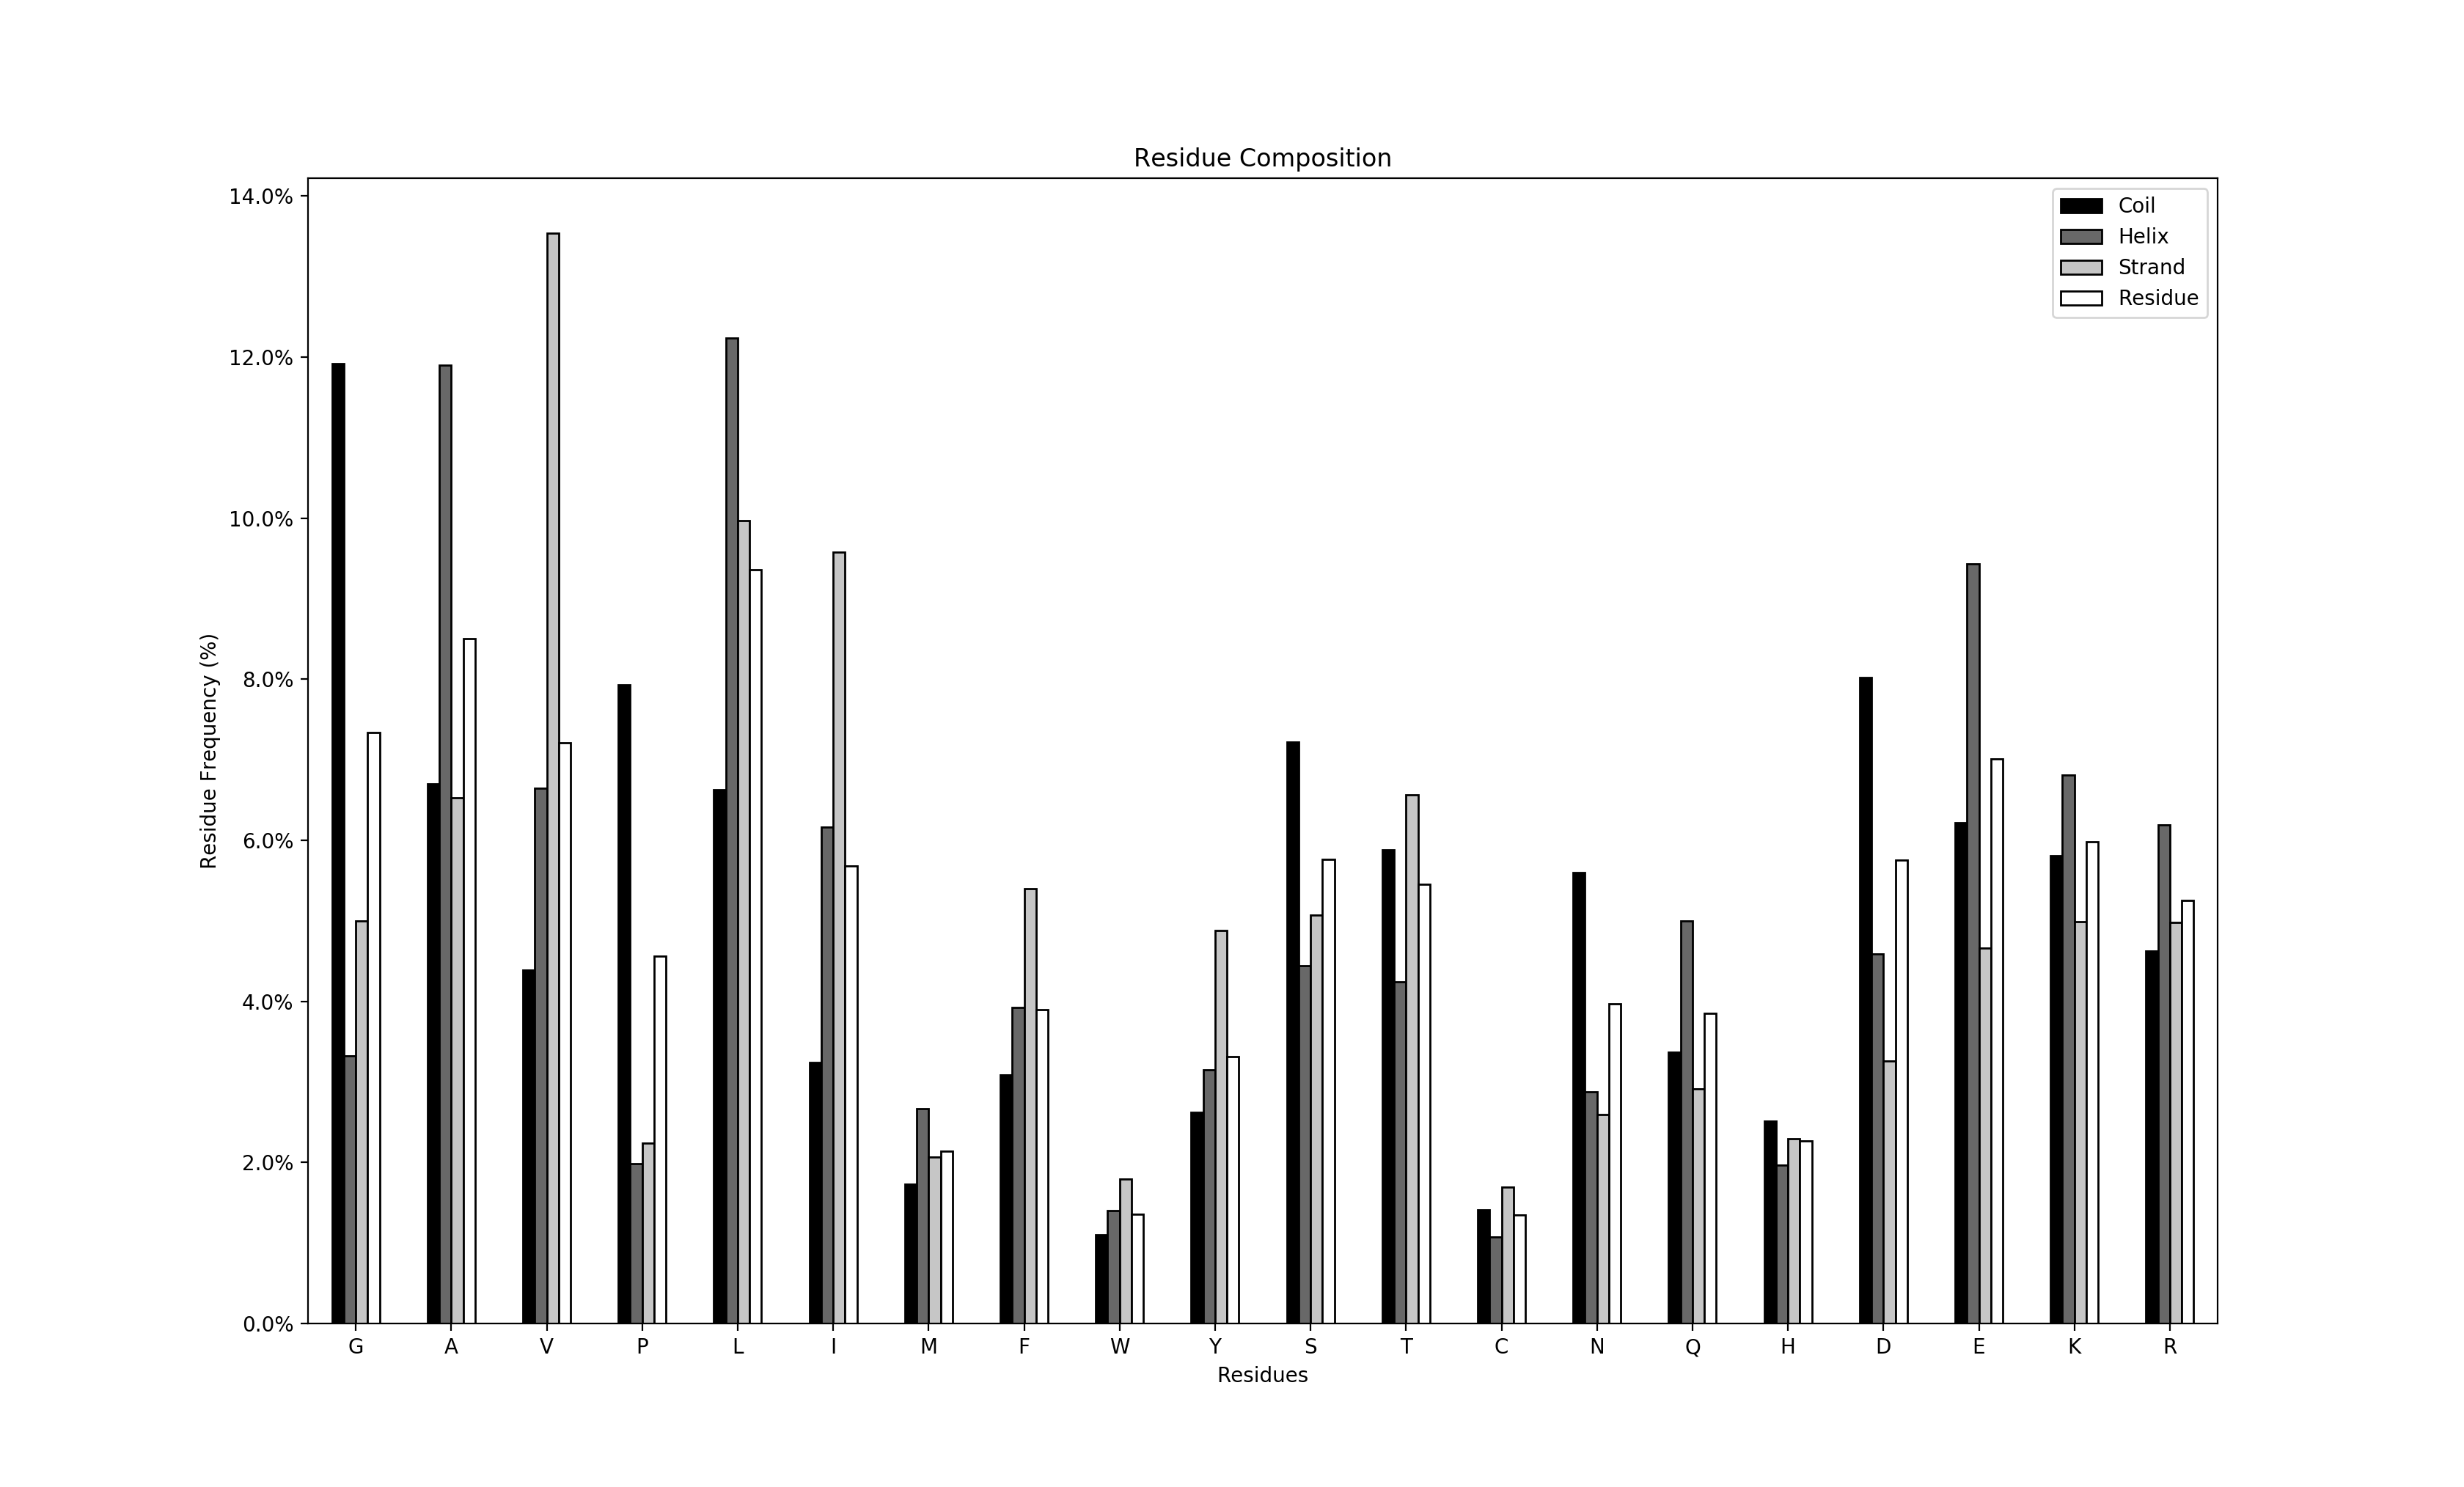 Residue Composition
14.0%
12.0%
10.0%
8.0%
6.0%
4.0%
2.0%
0.0%
Residue Frequency (%)
Coil
Helix
Strand
Residue
G A V P L I M F W Y S T C N Q H D E K R
Residues